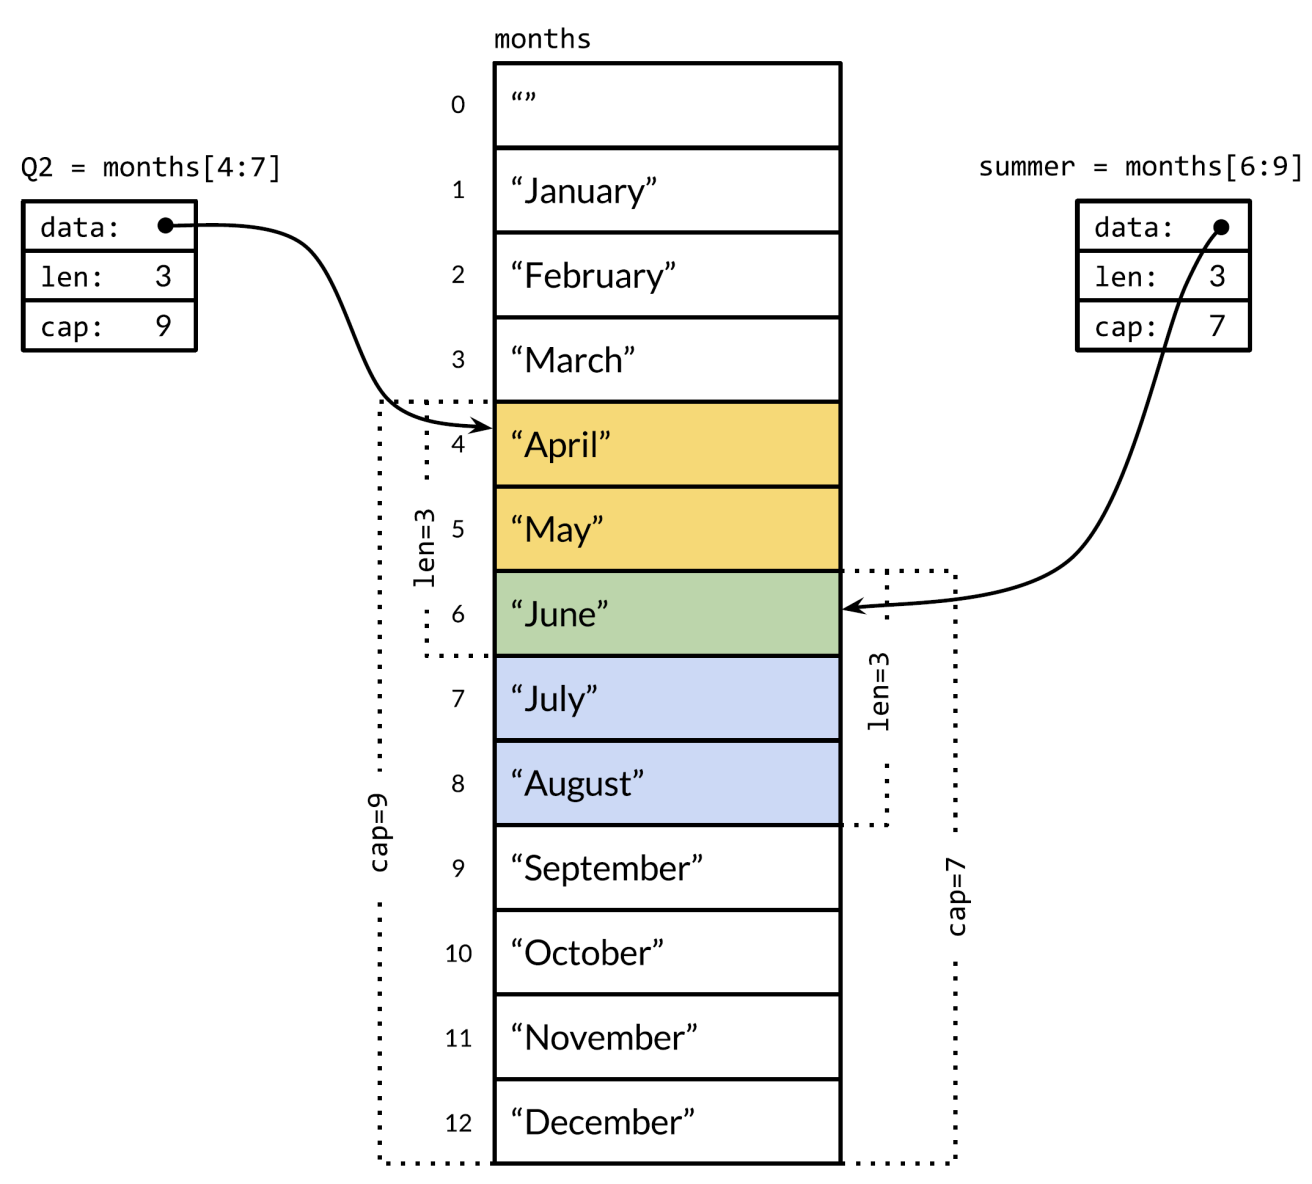 months
0 “”
Q2 = months[4:7]
summer = months[6:9]
1 “January”
data:
len: 3
cap: 9
data:
len: 3
cap: 7
2 “February”
3 “March”
4 “April”
5 “May”
6 “June”
7 “July”
8 “August”
9 “September”
10 “October”
11 “November”
12 “December”
len=3
cap=9
len=3
cap=7